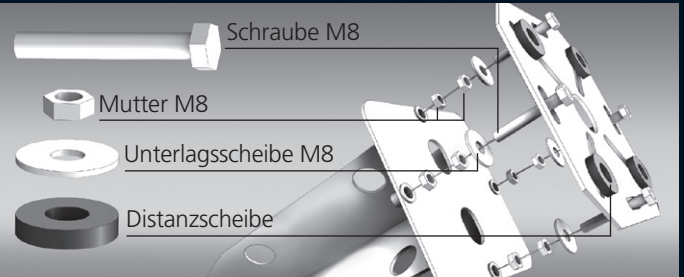 Schraube M8
Mutter M8
Unterlagsscheibe M8
Distanzscheibe